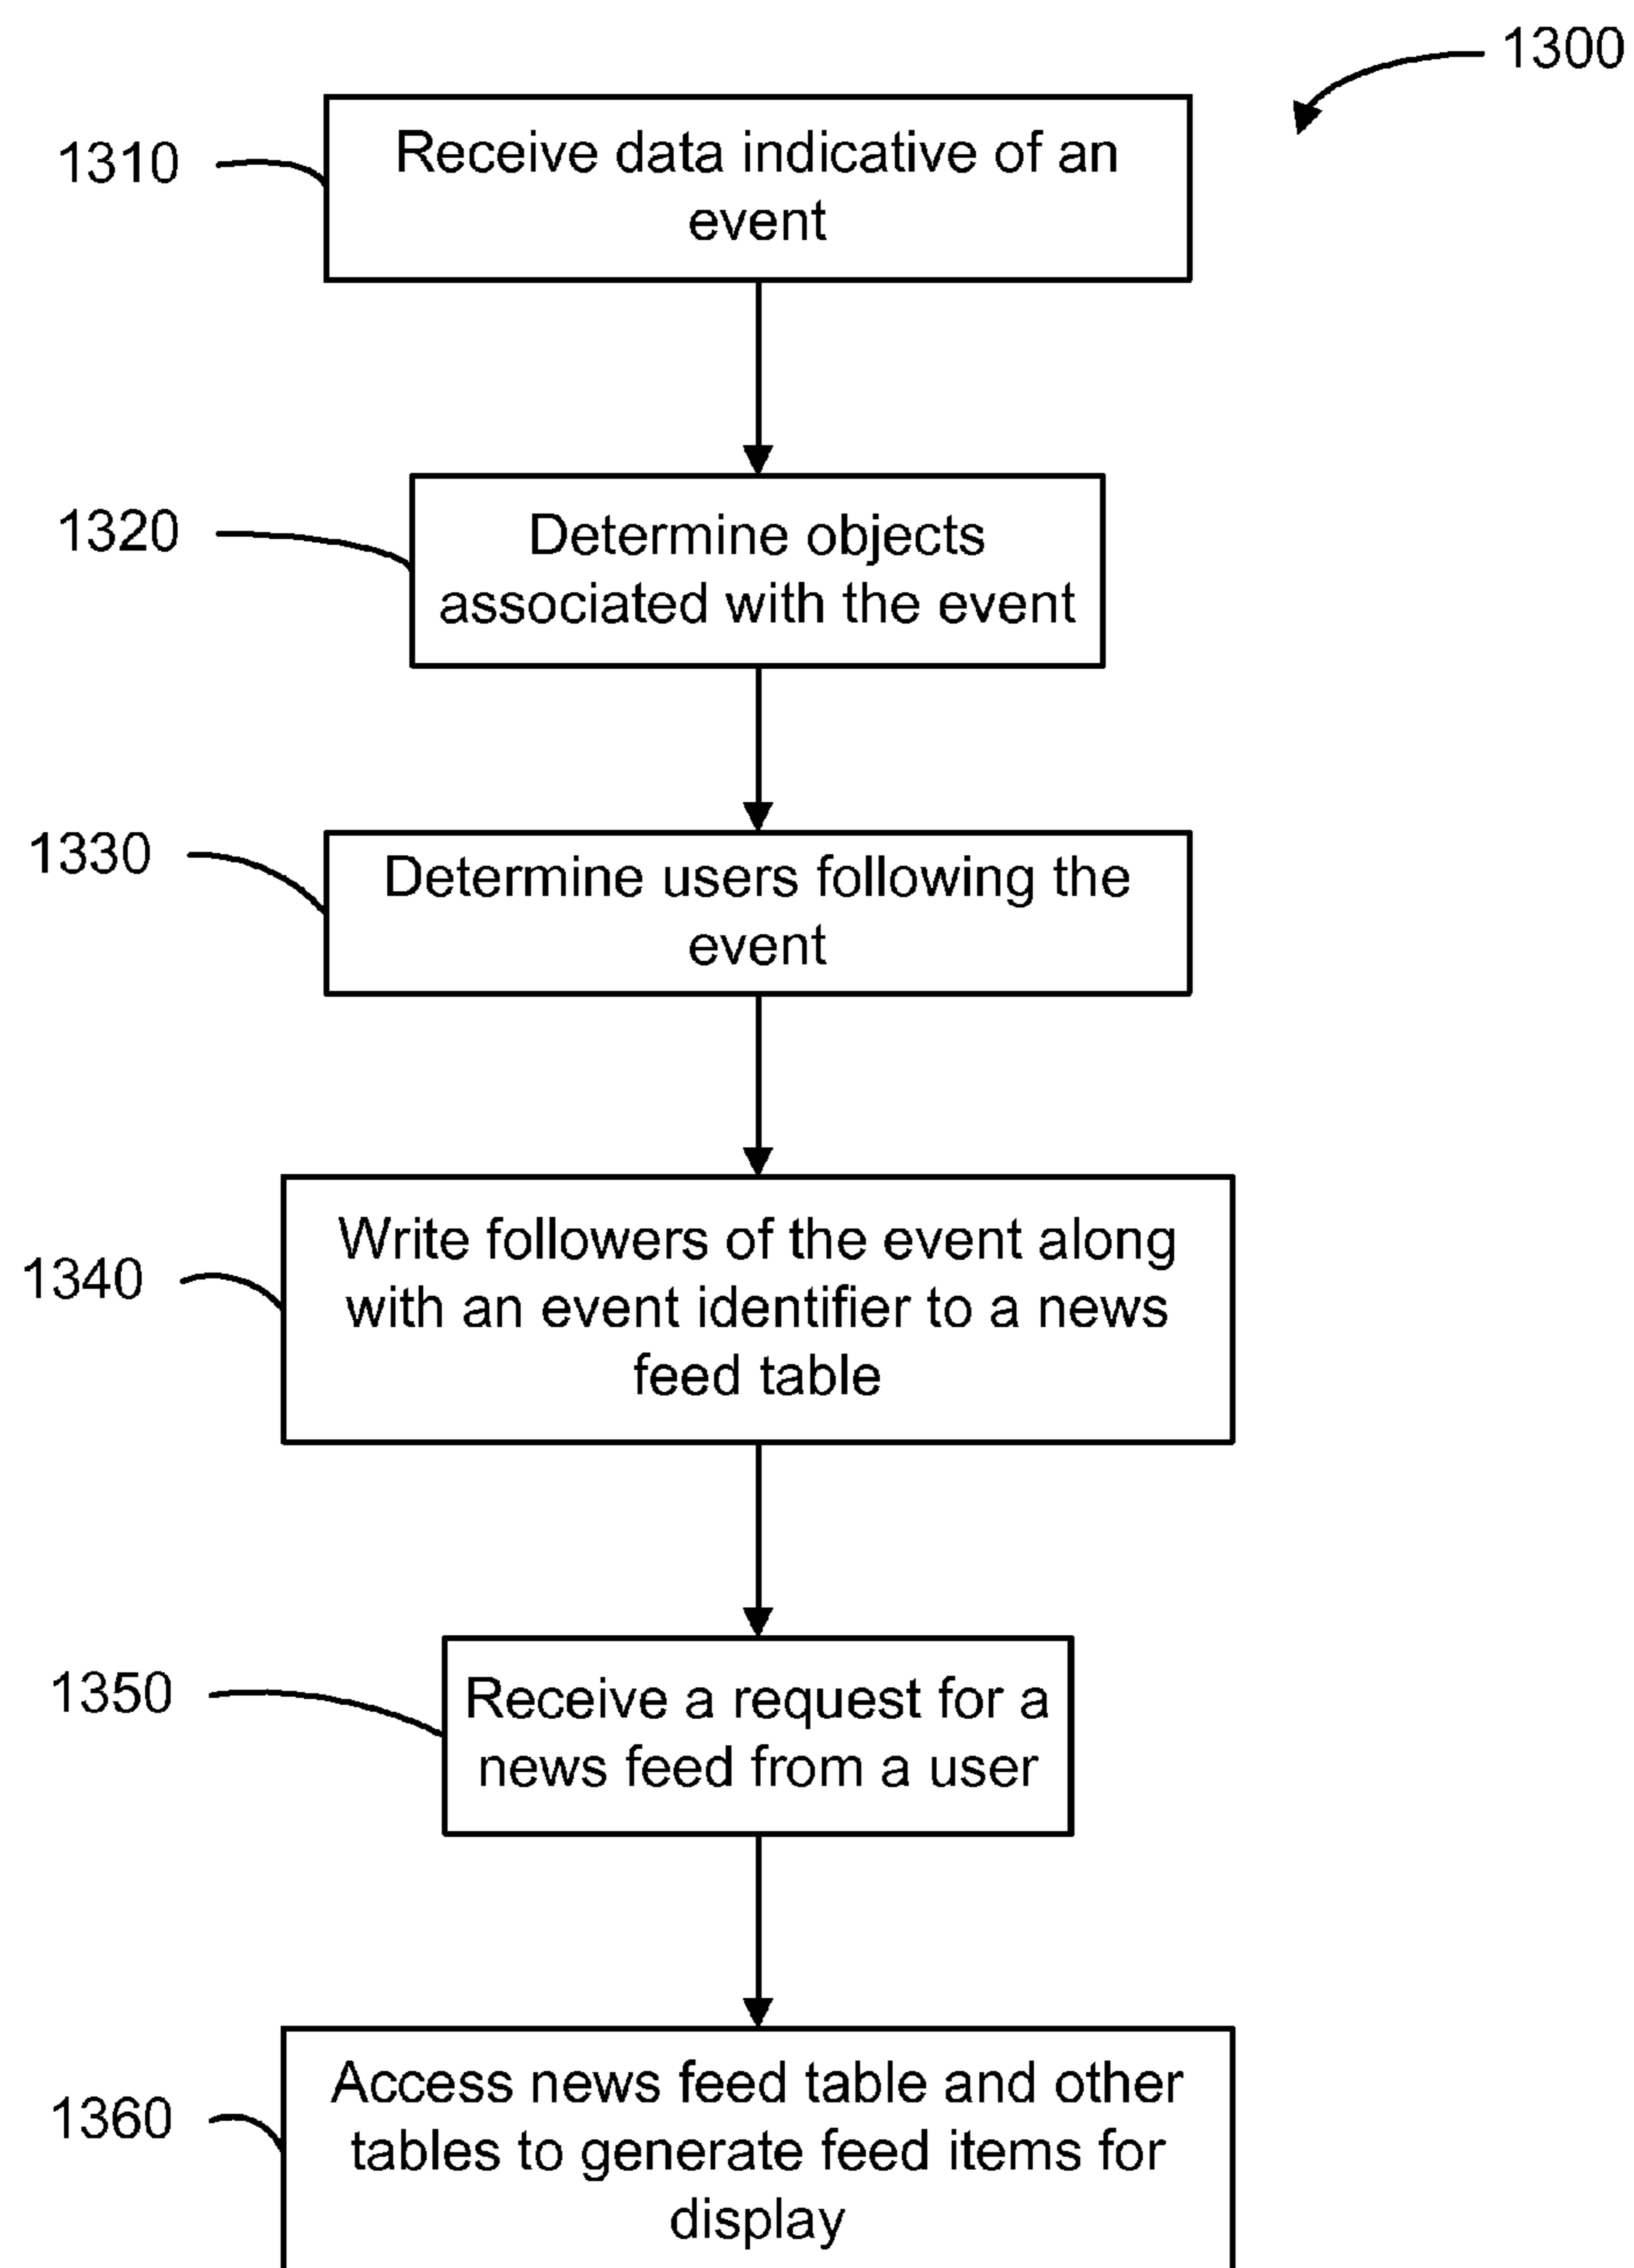 1300
1310
Receive data indicative of an
event
1320
Determine objects
associated with the event
1330
Determine users following the
event
1340
Write followers of the event along
with an event identifier to a news
feed table
1350
Receive a request for a
news feed from a user
1360
Access news feed table and other
tables to generate feed items for
display